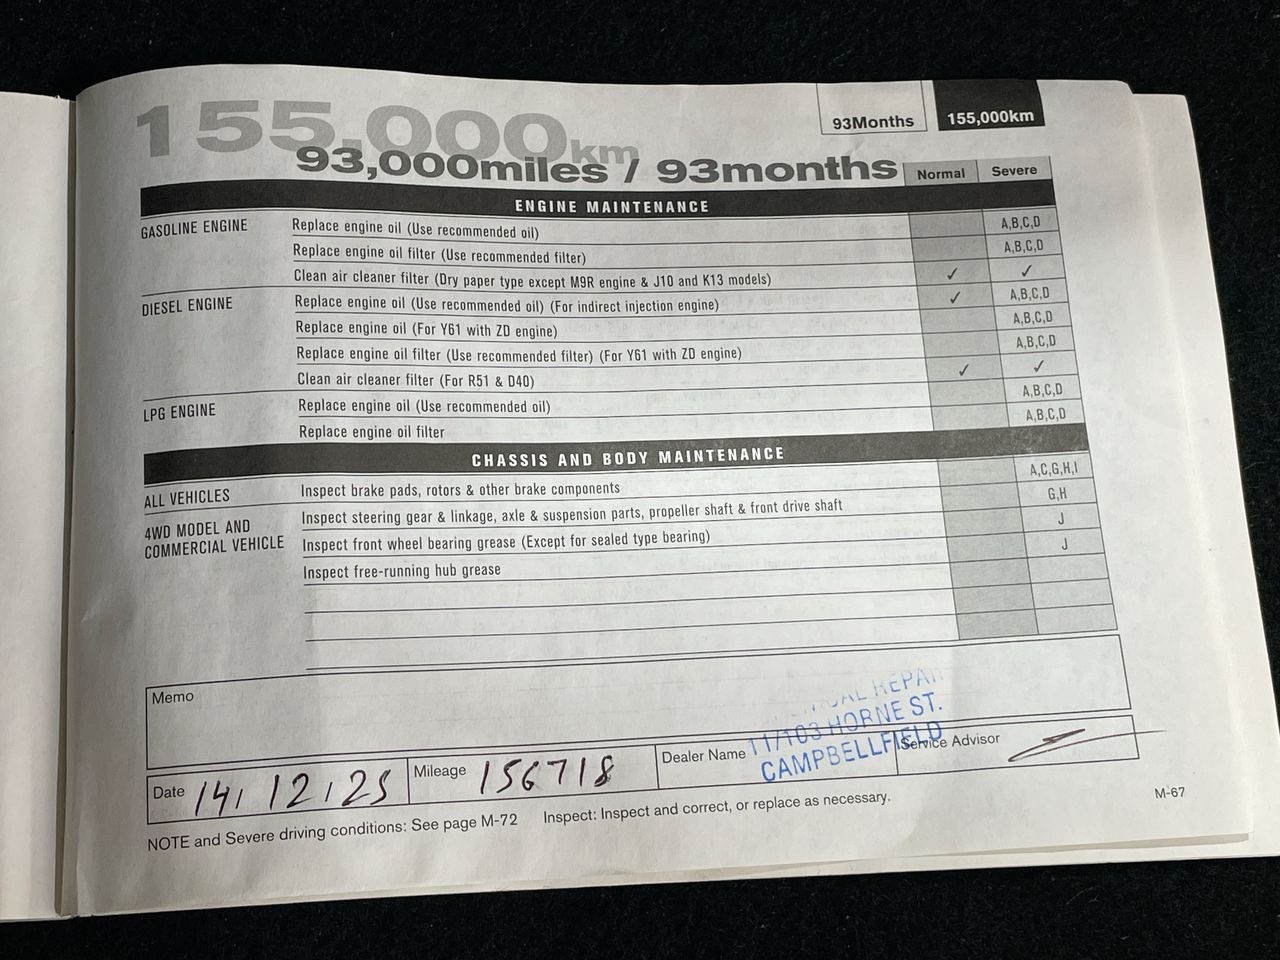 155,000km
93,000miles / 93months
93Months
155,000km
Normal Severe
ENGINE MAINTENANCE
GASOLINE ENGINE Replace engine oil (Use recommended oil) A,B,C,D
Replace engine oil filter (Use recommended filter) A,B,C,D
Clean air cleaner filter (Dry paper type except M9R engine & J10 and K13 models) ✓ ✓
DIESEL ENGINE Replace engine oil (Use recommended oil) (For indirect injection engine) ✓ A,B,C,D
Replace engine oil (For Y61 with ZD engine) A,B,C,D
Replace engine oil filter (Use recommended filter) (For Y61 with ZD engine) A,B,C,D
Clean air cleaner filter (For R51 & D40) ✓ ✓
LPG ENGINE Replace engine oil (Use recommended oil) A,B,C,D
Replace engine oil filter A,B,C,D
CHASSIS AND BODY MAINTENANCE
ALL VEHICLES Inspect brake pads, rotors & other brake components A,C,G,H,I
4WD MODEL AND COMMERCIAL VEHICLE Inspect steering gear & linkage, axle & suspension parts, propeller shaft & front drive shaft G,H
Inspect front wheel bearing grease (Except for sealed type bearing) J
Inspect free-running hub grease J
Memo
11/103 HORNE ST.
CAMPBELLFIELD
Date 14/12/25 Mileage 156718 Dealer Name Service Advisor
NOTE and Severe driving conditions: See page M-72 Inspect: Inspect and correct, or replace as necessary.
M-67